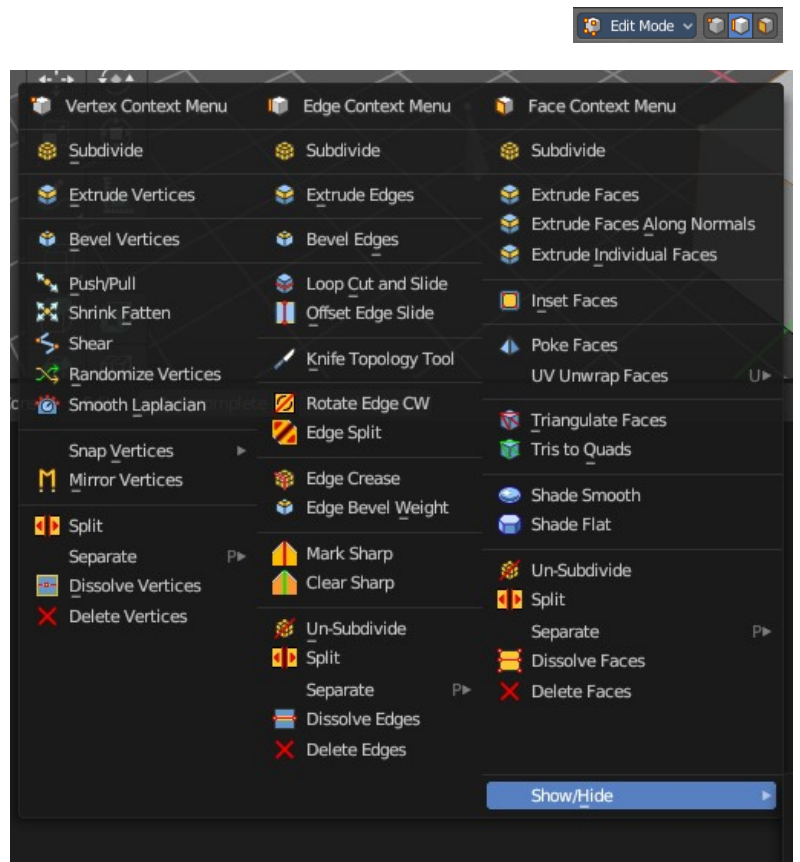 Edit Mode
Vertex Context Menu
Subdivide
Extrude Vertices
Bevel Vertices
Push/Pull
Shrink Fatten
Shear
Randomize Vertices
Smooth Laplacian
Snap Vertices
Mirror Vertices
Split
Separate P
Dissolve Vertices
Delete Vertices
Edge Context Menu
Subdivide
Extrude Edges
Bevel Edges
Loop Cut and Slide
Offset Edge Slide
Knife Topology Tool
Rotate Edge CW
Edge Split
Edge Crease
Edge Bevel Weight
Mark Sharp
Clear Sharp
Un-Subdivide
Split
Separate P
Dissolve Edges
Delete Edges
Face Context Menu
Subdivide
Extrude Faces
Extrude Faces Along Normals
Extrude Individual Faces
Inset Faces
Poke Faces
UV Unwrap Faces U
Triangulate Faces
Tris to Quads
Shade Smooth
Shade Flat
Un-Subdivide
Split
Separate P
Dissolve Faces
Delete Faces
Show/Hide